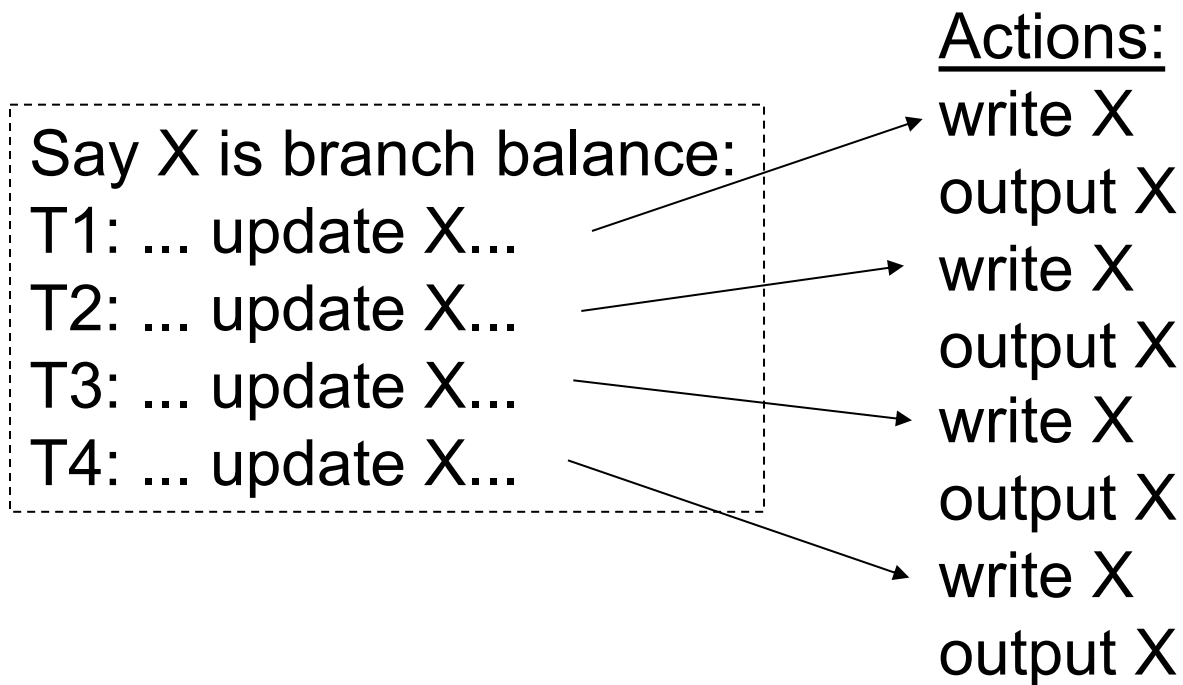 Say X is branch balance:
T1: ... update X...
T2: ... update X...
T3: ... update X...
T4: ... update X...
Actions:
write X
output X
write X
output X
write X
output X
write X
output X